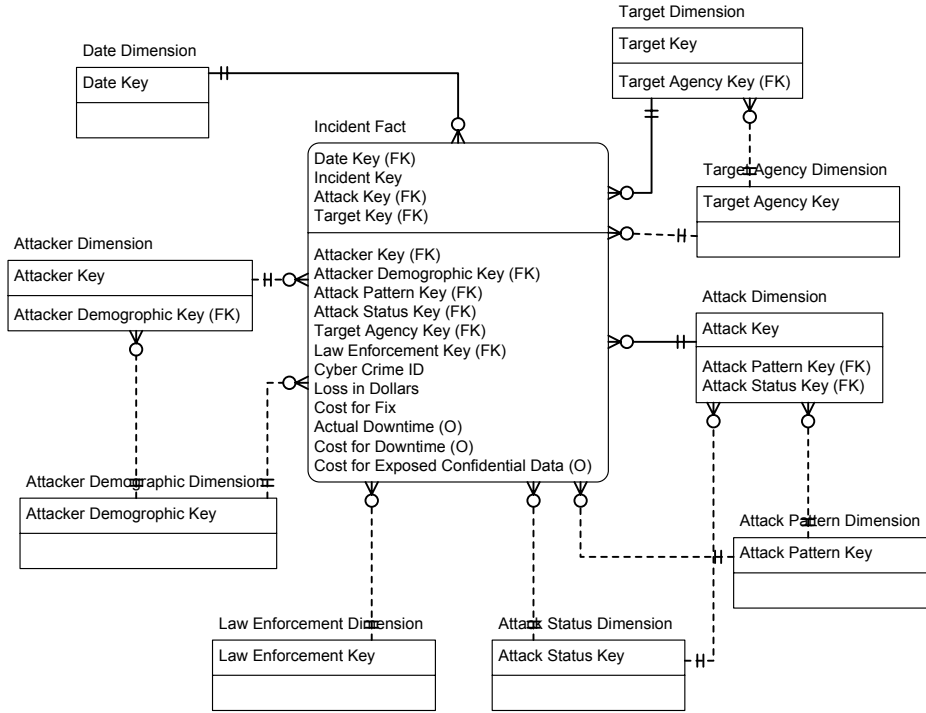 Date Dimension
Date Key
Target Dimension
Target Key
Target Agency Key (FK)
Incident Fact
Date Key (FK)
Incident Key
Attack Key (FK)
Target Key (FK)
Attacker Key (FK)
Attacker Demogrophic Key (FK)
Attack Pattern Key (FK)
Attack Status Key (FK)
Target Agency Key (FK)
Law Enforcement Key (FK)
Cyber Crime ID
Loss in Dollars
Cost for Fix
Actual Downtime (O)
Cost for Downtime (O)
Cost for Exposed Confidential Data (O)
Target Agency Dimension
Target Agency Key
Attacker Dimension
Attacker Key
Attacker Demogrophic Key (FK)
Attack Dimension
Attack Key
Attack Pattern Key (FK)
Attack Status Key (FK)
Attacker Demographic Dimension
Attacker Demogrophic Key
Attack Pattern Dimension
Attack Pattern Key
Law Enforcement Dimension
Law Enforcement Key
Attack Status Dimension
Attack Status Key